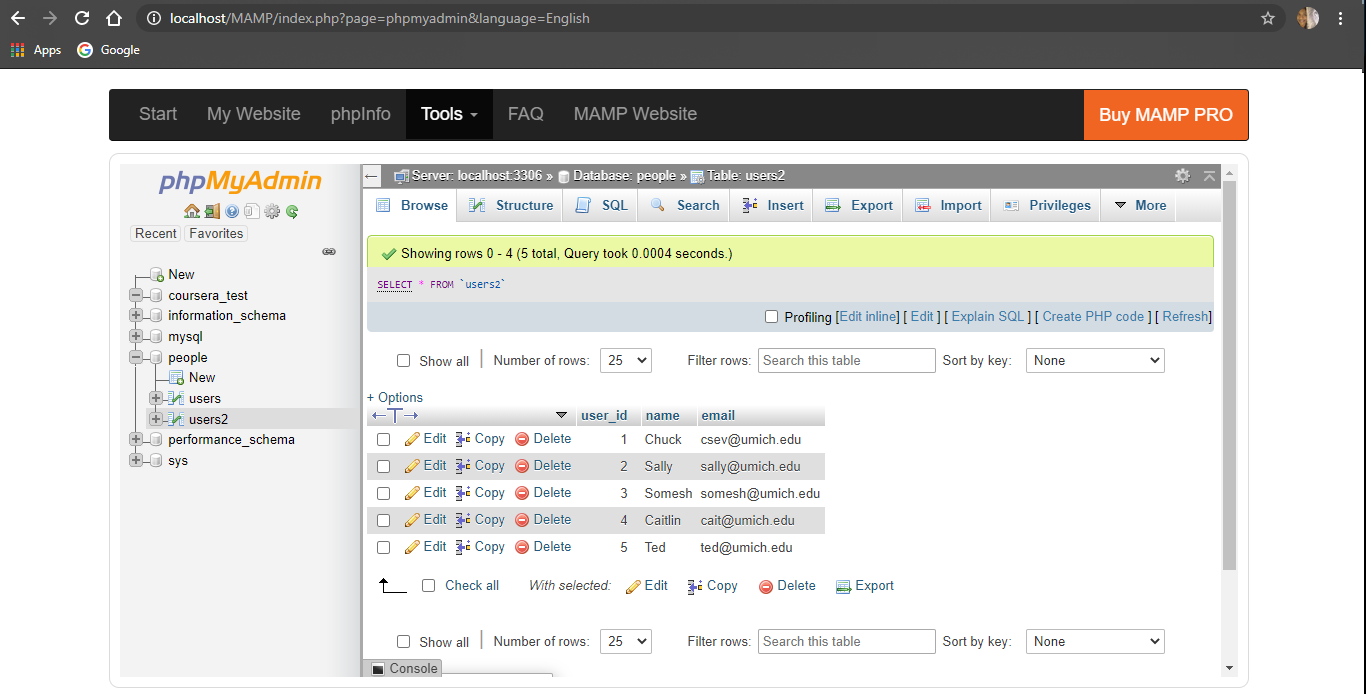 localhost/MAMP/index.php?page=phpmyadmin&language=English
Apps Google
Start My Website phpInfo Tools FAQ MAMP Website Buy MAMP PRO
phpMyAdmin
Recent Favorites
New
coursera_test
information_schema
mysql
people
New
users
users2
performance_schema
sys
Server: localhost:3306 » Database: people » Table: users2
Browse Structure SQL Search Insert Export Import Privileges More
Showing rows 0 - 4 (5 total, Query took 0.0004 seconds.)
SELECT * FROM `users2`
Profiling [Edit inline] [ Edit ] [ Explain SQL ] [ Create PHP code ] [ Refresh]
Show all Number of rows: 25 Filter rows: Search this table Sort by key: None
+ Options
←T→ user_id name email
Edit Copy Delete 1 Chuck csev@umich.edu
Edit Copy Delete 2 Sally sally@umich.edu
Edit Copy Delete 3 Somesh somesh@umich.edu
Edit Copy Delete 4 Caitlin cait@umich.edu
Edit Copy Delete 5 Ted ted@umich.edu
Check all With selected: Edit Copy Delete Export
Show all Number of rows: 25 Filter rows: Search this table Sort by key: None
Console